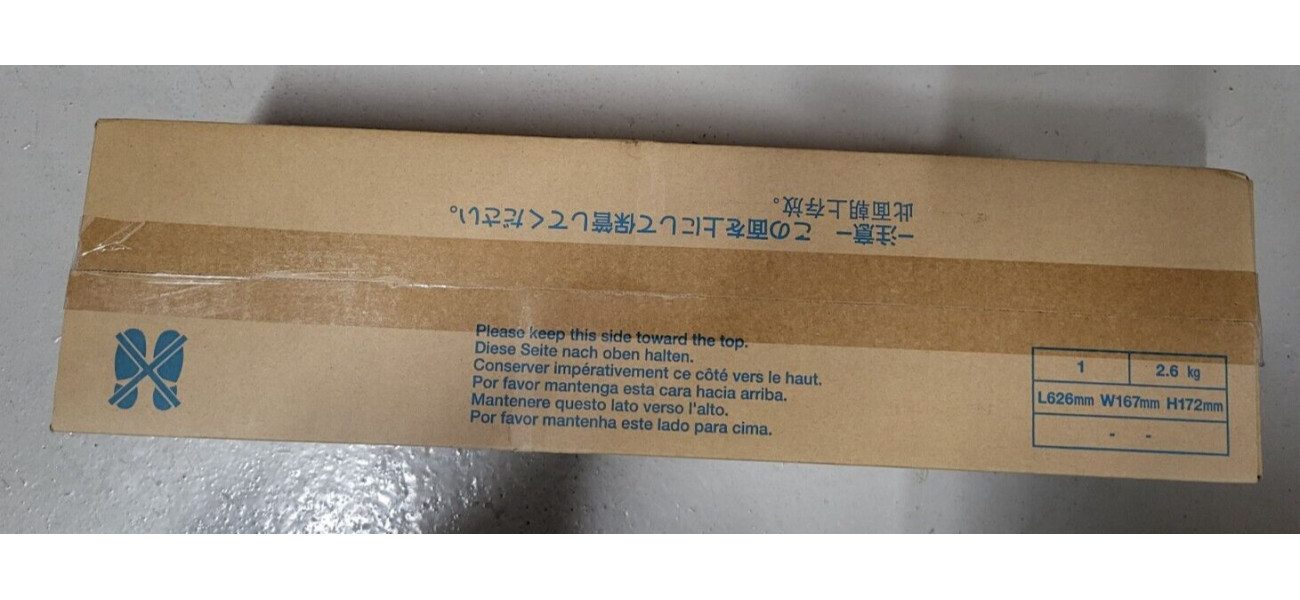 -注意- この面を上にして保管してください。
此面朝上存放。
Please keep this side toward the top.
Diese Seite nach oben halten.
Conserver impérativement ce côté vers le haut.
Por favor mantenga esta cara hacia arriba.
Mantenere questo lato verso l'alto.
Por favor mantenha este lado para cima.
1 2.6 kg
L626mm W167mm H172mm
- -